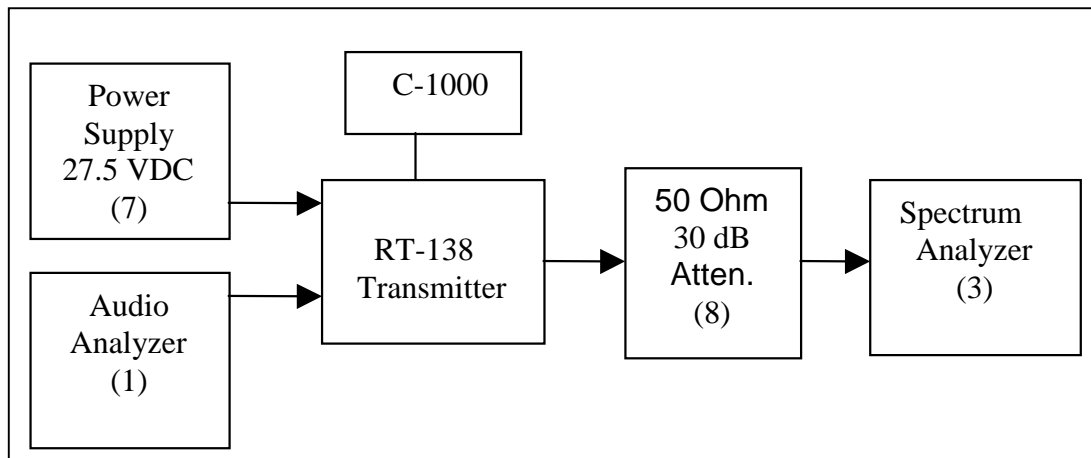 Power
Supply
27.5 VDC
(7)
C-1000
Audio
Analyzer
(1)
RT-138
Transmitter
50 Ohm
30 dB
Atten.
(8)
Spectrum
Analyzer
(3)